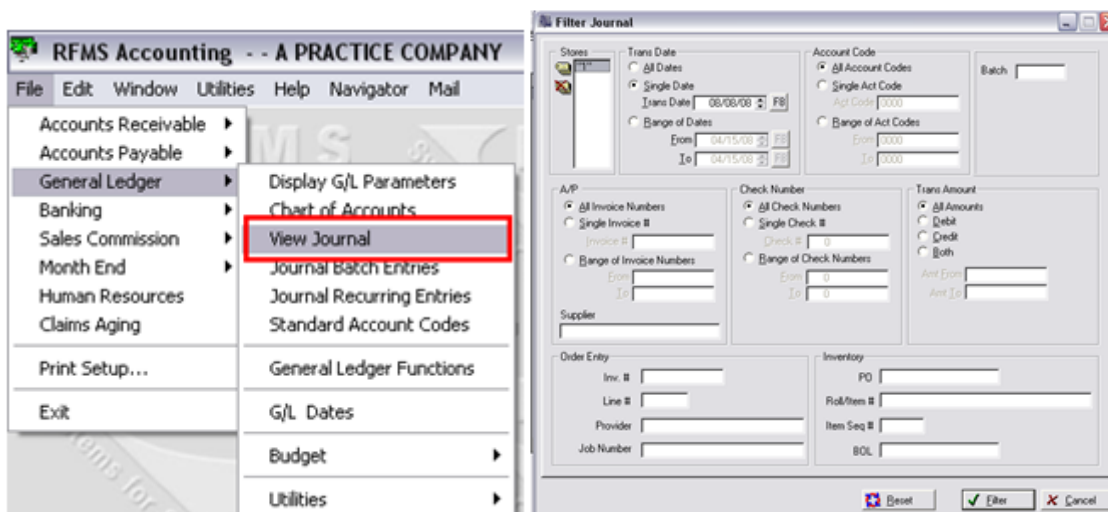 RFMS Accounting - - A PRACTICE COMPANY
File Edit Window Utilities Help Navigator Mail
Accounts Receivable
Accounts Payable
General Ledger
Banking
Sales Commission
Month End
Human Resources
Claims Aging
Print Setup...
Exit
Display G/L Parameters
Chart of Accounts
View Journal
Journal Batch Entries
Journal Recurring Entries
Standard Account Codes
General Ledger Functions
G/L Dates
Budget
Utilities
Filter Journal
Stores
"1"
Trans Date
All Dates
Single Date
Trans Date 08/08/08 F8
Range of Dates
From 04/15/08 F8
To 04/15/08 F8
Account Code
All Account Codes
Single Act Code
Act Code 0000
Range of Act Codes
From 0000
To 0000
Batch
A/P
All Invoice Numbers
Single Invoice #
Invoice #
Range of Invoice Numbers
From
To
Supplier
Check Number
All Check Numbers
Single Check #
Check # 0
Range of Check Numbers
From 0
To 0
Trans Amount
All Amounts
Debit
Credit
Both
Amt From
Amt To
Order Entry
Inv. #
Line #
Provider
Job Number
Inventory
PO
Roll/Item #
Item Seq #
BOL
Reset Filter Cancel